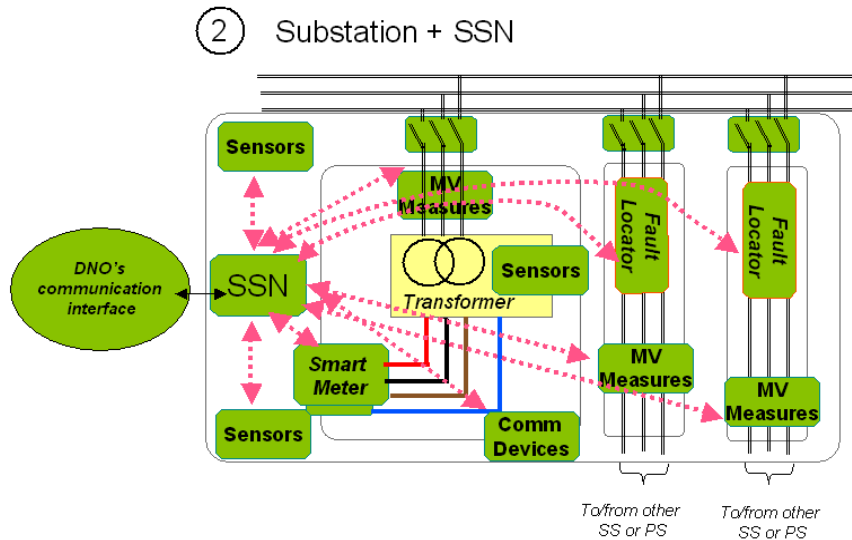 2 Substation + SSN
Sensors
MV
Measures
Fault
Locator
Fault
Locator
DNO's
communication
interface
SSN
Sensors
Transformer
Smart
Meter
MV
Measures
MV
Measures
Sensors
Comm
Devices
To/from other
SS or PS
To/from other
SS or PS